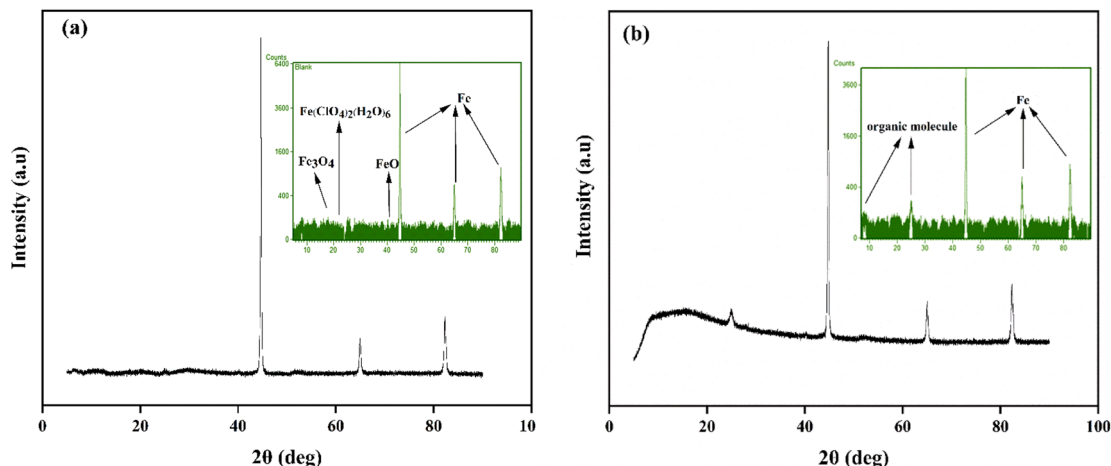 (a)
Intensity (a.u)
Counts
Blank
6400
3600
1600
400
0
Fe(ClO4)2(H2O)6
Fe3O4
FeO
Fe
10 20 30 40 50 60 70 80
0 20 40 60 80 10
2θ (deg)
(b)
Intensity (a.u)
Counts
3600
1600
400
0
organic molecule
Fe
10 20 30 40 50 60 70 80
0 20 40 60 80 100
2θ (deg)